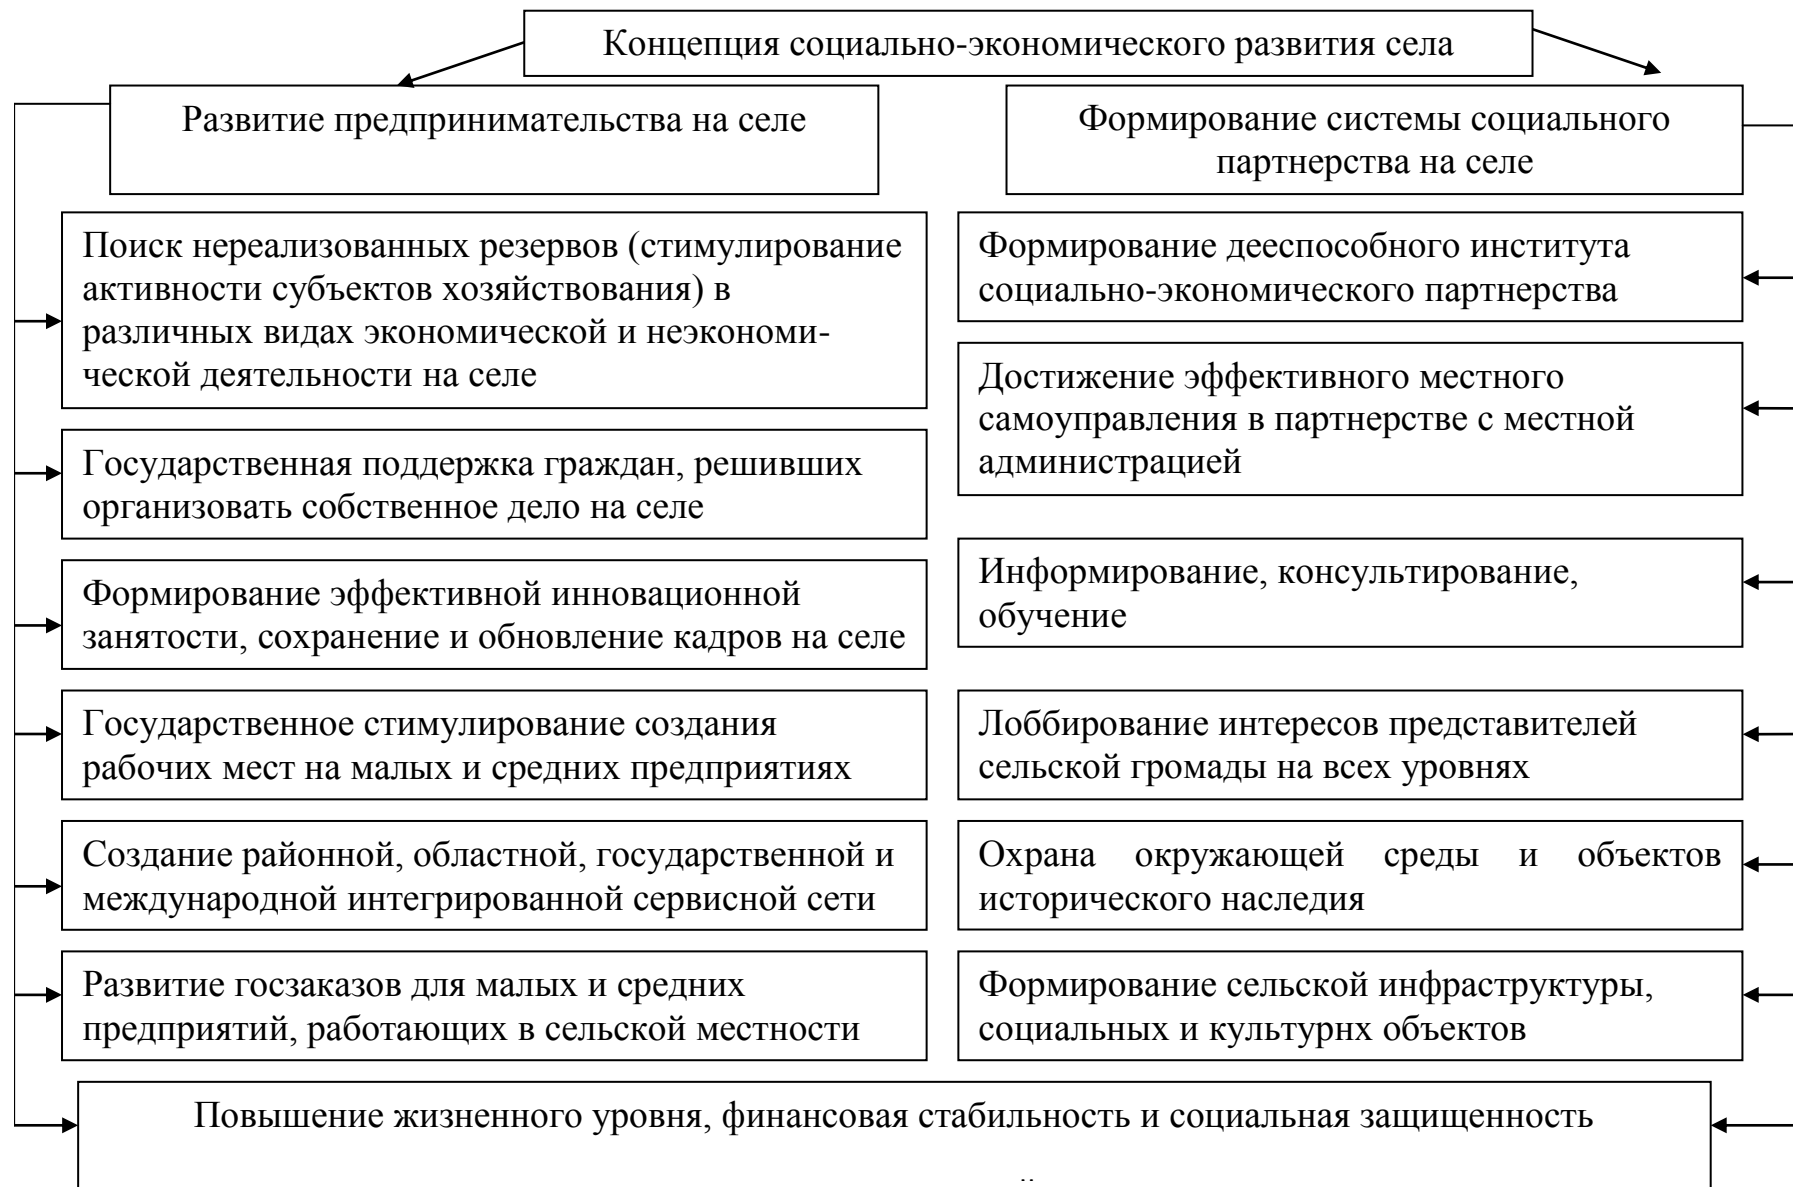 Концепция социально-экономического развития села
Развитие предпринимательства на селе
Формирование системы социального
партнерства на селе
Поиск нереализованных резервов (стимулирование
активности субъектов хозяйствования) в
различных видах экономической и неэкономи-
ческой деятельности на селе
Государственная поддержка граждан, решивших
организовать собственное дело на селе
Формирование эффективной инновационной
занятости, сохранение и обновление кадров на селе
Государственное стимулирование создания
рабочих мест на малых и средних предприятиях
Создание районной, областной, государственной и
международной интегрированной сервисной сети
Развитие госзаказов для малых и средних
предприятий, работающих в сельской местности
Формирование дееспособного института
социально-экономического партнерства
Достижение эффективного местного
самоуправления в партнерстве с местной
администрацией
Информирование, консультирование,
обучение
Лоббирование интересов представителей
сельской громады на всех уровнях
Охрана окружающей среды и объектов
исторического наследия
Формирование сельской инфраструктуры,
социальных и культурнх объектов
Повышение жизненного уровня, финансовая стабильность и социальная защищенность